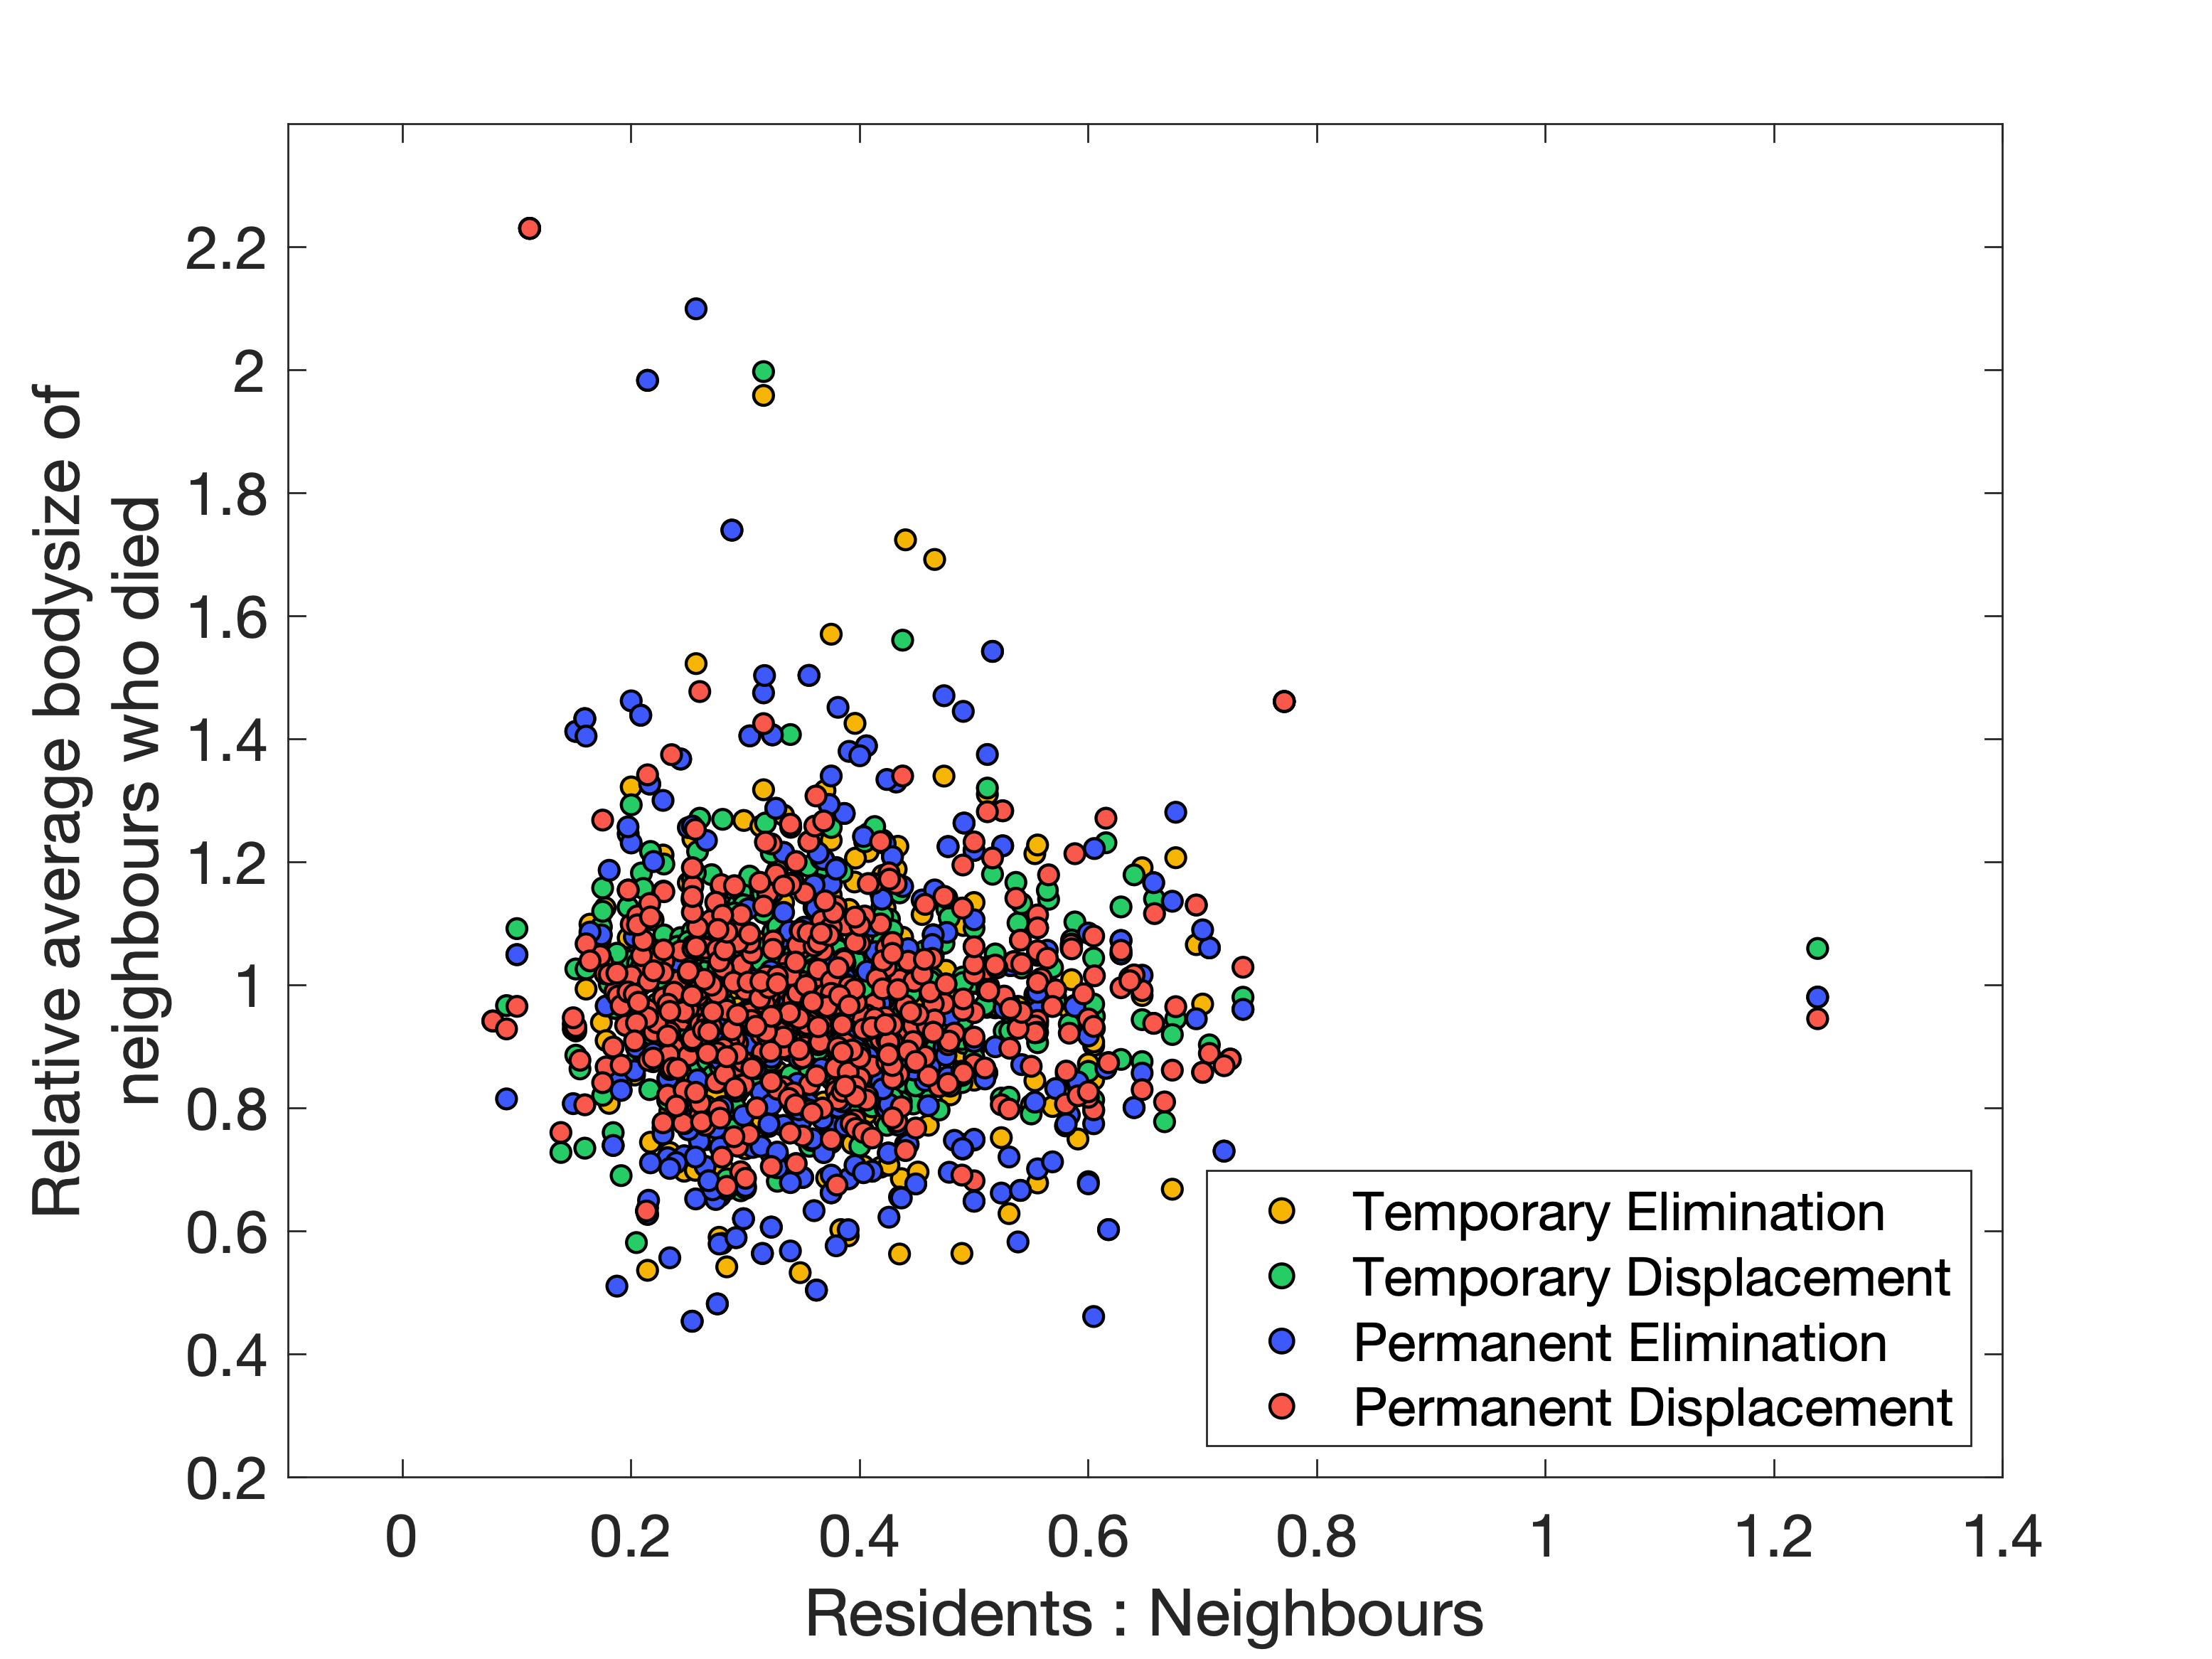 Relative average bodysize of
neighbours who died
2.2
2
1.8
1.6
1.4
1.2
1
0.8
0.6
0.4
0.2
0
0.2
0.4
0.6
0.8
1
1.2
1.4
Residents : Neighbours
Temporary Elimination
Temporary Displacement
Permanent Elimination
Permanent Displacement